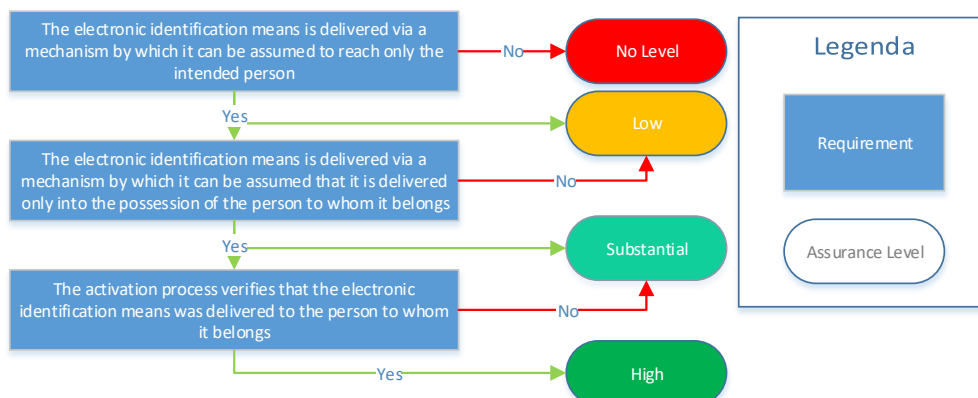 The electronic identification means is delivered via a
mechanism by which it can be assumed to reach only the
intended person
No
No Level
Yes
Low
The electronic identification means is delivered via a
mechanism by which it can be assumed that it is delivered
only into the possession of the person to whom it belongs
No
Yes
Substantial
The activation process verifies that the electronic
identification means was delivered to the person to whom
it belongs
No
Yes
High
Legenda
Requirement
Assurance Level